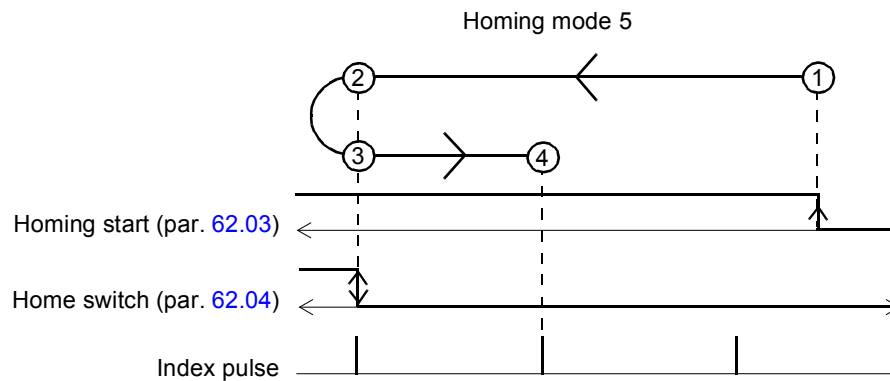 Homing mode 5
2
1
3
4
Homing start (par. 62.03)
Home switch (par. 62.04)
Index pulse